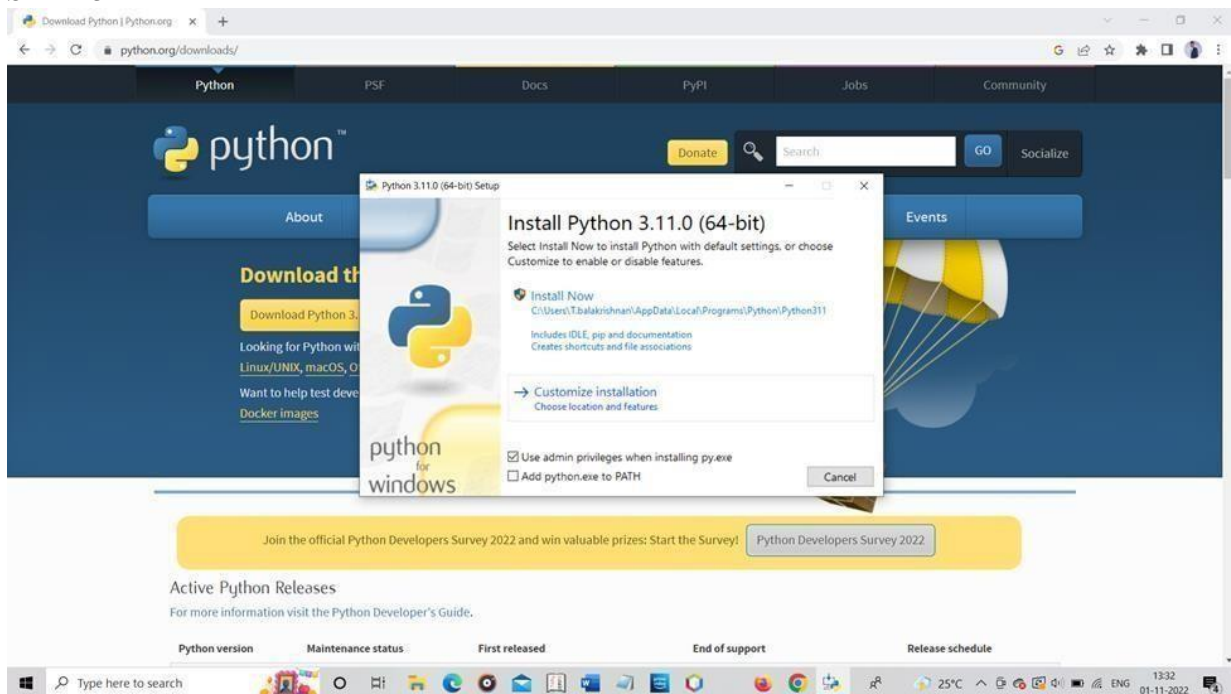 Download Python | Python.org
python.org/downloads/
Python PSF Docs PyPI Jobs Community
python™
Donate Search GO Socialize
Python 3.11.0 (64-bit) Setup
About Events
Install Python 3.11.0 (64-bit)
Select Install Now to install Python with default settings, or choose
Customize to enable or disable features.
Install Now
C:\Users\T.balakrishnan\AppData\Local\Programs\Python\Python311
Includes IDLE, pip and documentation
Creates shortcuts and file associations
Customize installation
Choose location and features
Use admin privileges when installing py.exe
Add python.exe to PATH
Cancel
python
for
windows
Download th
Download Python 3.
Looking for Python wit
Linux/UNIX, macOS, O
Want to help test deve
Docker images
Join the official Python Developers Survey 2022 and win valuable prizes: Start the Survey! Python Developers Survey 2022
Active Python Releases
For more information visit the Python Developer's Guide.
Python version Maintenance status First released End of support Release schedule
Type here to search
25°C ENG 13:32
01-11-2022